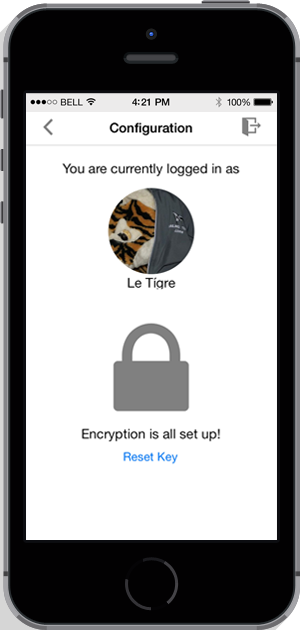 BELL 4:21 PM 100%
Configuration
You are currently logged in as
Le Tigre
Encryption is all set up!
Reset Key